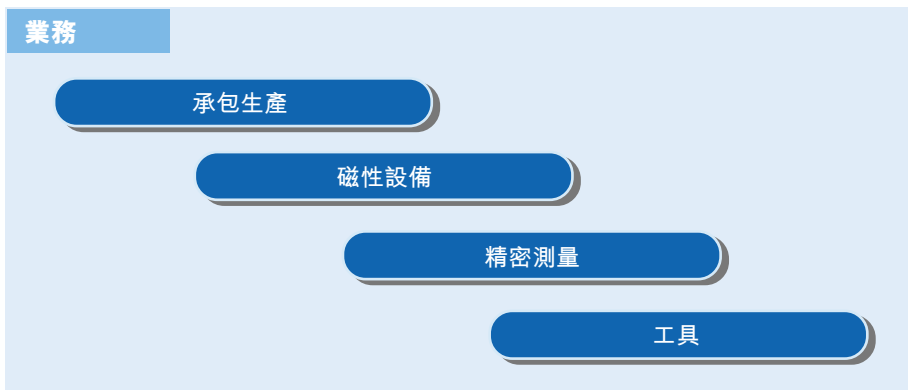 業務
承包生產
磁性設備
精密測量
工具